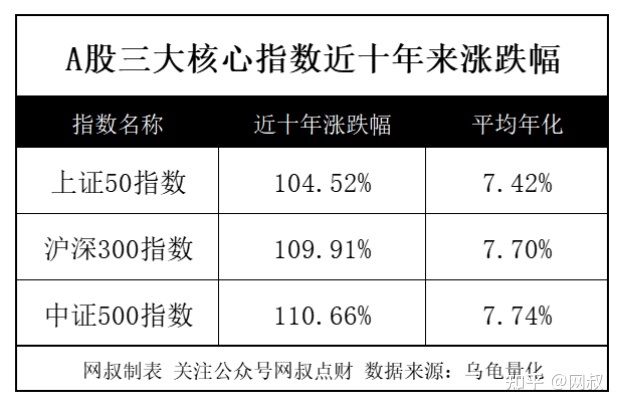 A股三大核心指数近十年来涨跌幅
指数名称 近十年涨跌幅 平均年化
上证50指数 104.52% 7.42%
沪深300指数 109.91% 7.70%
中证500指数 110.66% 7.74%
网叔制表 关注公众号网叔点财 数据来源：乌龟量化
知乎 @网叔